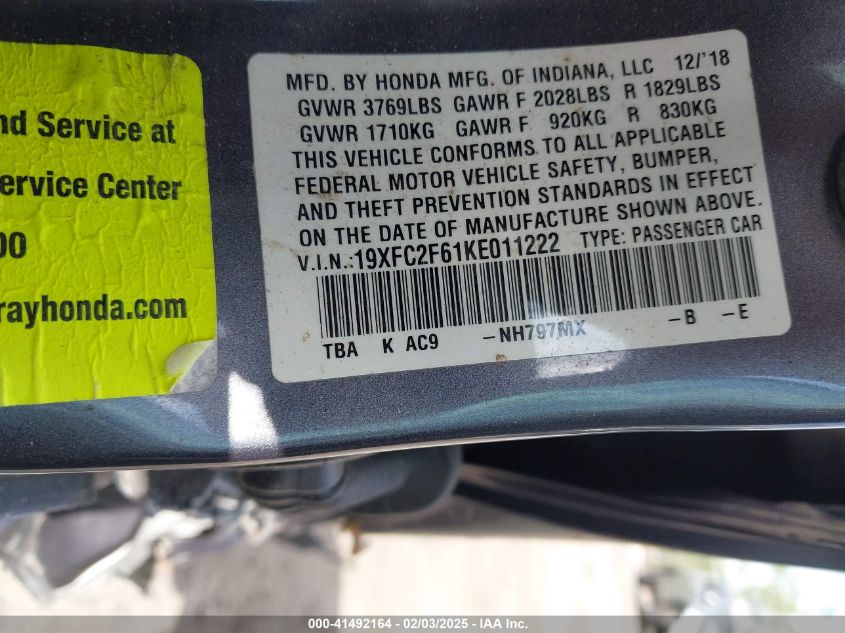 nd Service at
ervice Center
00
rayhonda.com
MFD. BY HONDA MFG. OF INDIANA, LLC 12/'18
GVWR 3769LBS GAWR F 2028LBS R 1829LBS
GVWR 1710KG GAWR F 920KG R 830KG
THIS VEHICLE CONFORMS TO ALL APPLICABLE
FEDERAL MOTOR VEHICLE SAFETY, BUMPER,
AND THEFT PREVENTION STANDARDS IN EFFECT
ON THE DATE OF MANUFACTURE SHOWN ABOVE.
V.I.N.:19XFC2F61KE011222 TYPE: PASSENGER CAR
TBA K AC9 -NH797MX -B -E
000-41492164 - 02/03/2025 - IAA Inc.